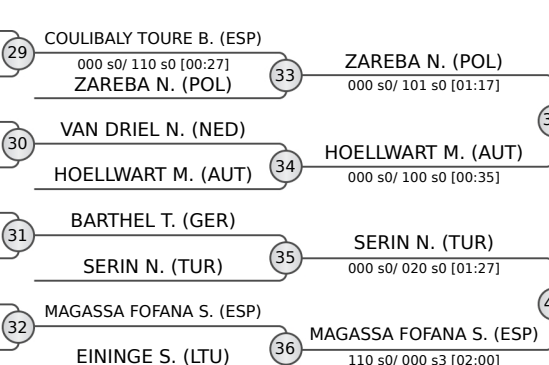 COULIBALY TOURE B. (ESP)
29
000 s0/ 110 s0 [00:27]
ZAREBA N. (POL)
33
ZAREBA N. (POL)
000 s0/ 101 s0 [01:17]
VAN DRIEL N. (NED)
30
HOELLWART M. (AUT)
34
HOELLWART M. (AUT)
000 s0/ 100 s0 [00:35]
BARTHEL T. (GER)
31
SERIN N. (TUR)
35
SERIN N. (TUR)
000 s0/ 020 s0 [01:27]
MAGASSA FOFANA S. (ESP)
32
EININGE S. (LTU)
36
MAGASSA FOFANA S. (ESP)
110 s0/ 000 s3 [02:00]